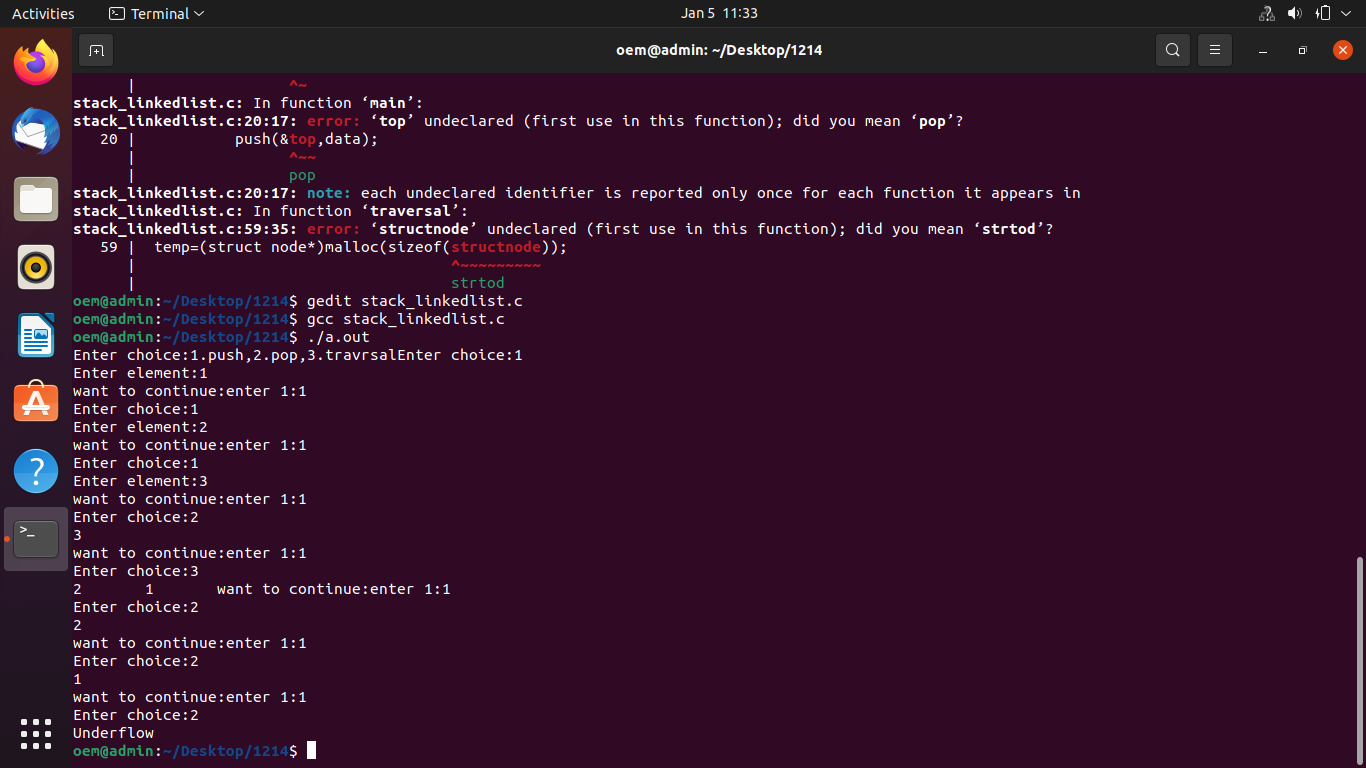 Activities
Terminal
Jan 5 11:33
oem@admin: ~/Desktop/1214
| ^~
stack_linkedlist.c: In function ‘main’:
stack_linkedlist.c:20:17: error: ‘top’ undeclared (first use in this function); did you mean ‘pop’?
20 | push(&top,data);
| ^~~
| pop
stack_linkedlist.c:20:17: note: each undeclared identifier is reported only once for each function it appears in
stack_linkedlist.c: In function ‘traversal’:
stack_linkedlist.c:59:35: error: ‘structnode’ undeclared (first use in this function); did you mean ‘strtod’?
59 | temp=(struct node*)malloc(sizeof(structnode));
| ^~~~~~~~~~
| strtod
oem@admin:~/Desktop/1214$ gedit stack_linkedlist.c
oem@admin:~/Desktop/1214$ gcc stack_linkedlist.c
oem@admin:~/Desktop/1214$ ./a.out
Enter choice:1.push,2.pop,3.travrsalEnter choice:1
Enter element:1
want to continue:enter 1:1
Enter choice:1
Enter element:2
want to continue:enter 1:1
Enter choice:1
Enter element:3
want to continue:enter 1:1
Enter choice:2
3
want to continue:enter 1:1
Enter choice:3
2 1 want to continue:enter 1:1
Enter choice:2
2
want to continue:enter 1:1
Enter choice:2
1
want to continue:enter 1:1
Enter choice:2
Underflow
oem@admin:~/Desktop/1214$